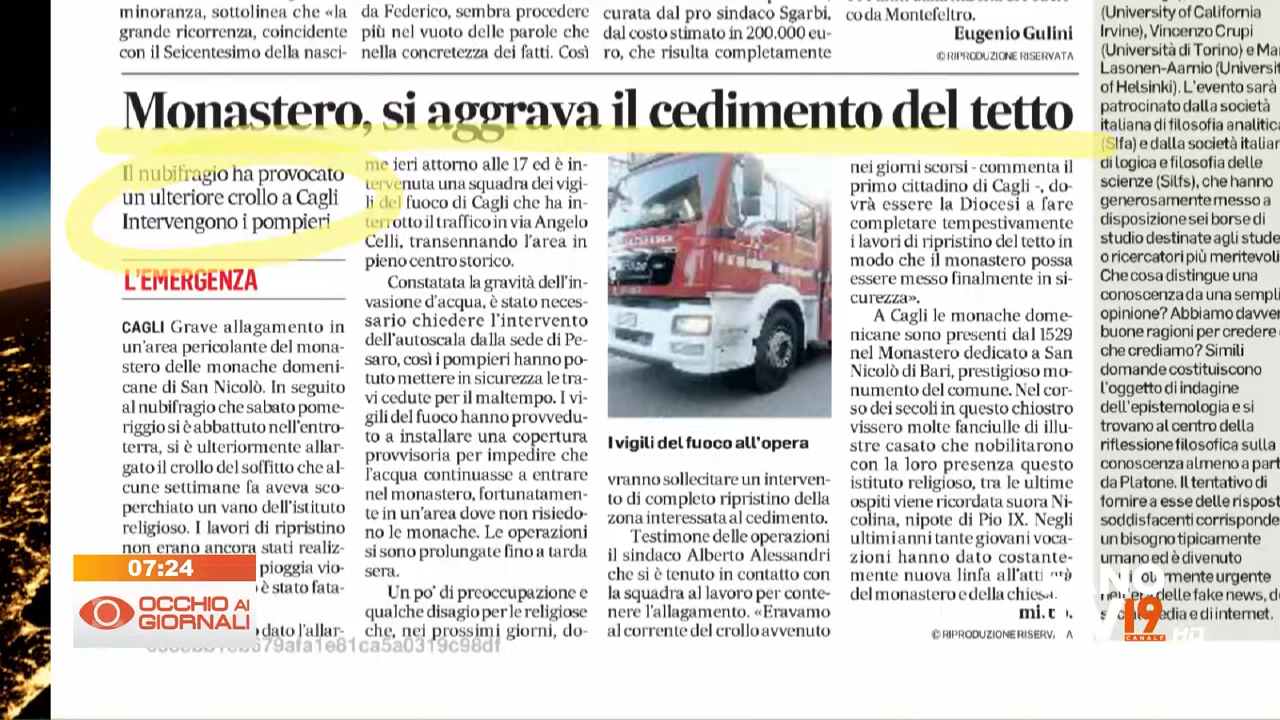 minoranza, sottolinea che «la
grande ricorrenza, coincidente
con il Seicentesimo della nasci-
da Federico, sembra procedere
più nel vuoto delle parole che
nella concretezza dei fatti. Così
curata dal pro sindaco Sgarbi,
dal costo stimato in 200.000 eu-
ro, che risulta completamente
co da Montefeltro.
Eugenio Gulini
© RIPRODUZIONE RISERVATA
Monastero, si aggrava il cedimento del tetto
Il nubifragio ha provocato
un ulteriore crollo a Cagli
Intervengono i pompieri
L'EMERGENZA
CAGLI Grave allagamento in
un'area pericolante del mona-
stero delle monache domeni-
cane di San Nicolò. In seguito
al nubifragio che sabato pome-
riggio si è abbattuto nell'entro-
terra, si è ulteriormente allar-
gato il crollo del soffitto che al-
cune settimane fa aveva sco-
perchiato un vano dell'istituto
religioso. I lavori di ripristino
non erano ancora stati realiz-
pioggia vio-
è stato fata-
dato l'allar-
me ieri attorno alle 17 ed è in-
tervenuta una squadra dei vigi-
li del fuoco di Cagli che ha in-
terrotto il traffico in via Angelo
Celli, transennando l'area in
pieno centro storico.
Constatata la gravità dell'in-
vasione d'acqua, è stato neces-
sario chiedere l'intervento
dell'autoscala dalla sede di Pe-
saro, così i pompieri hanno po-
tuto mettere in sicurezza le tra-
vi cedute per il maltempo. I vi-
gili del fuoco hanno provvedu-
to a installare una copertura
provvisoria per impedire che
l'acqua continuasse a entrare
nel monastero, fortunatamen-
te in un'area dove non risiedo-
no le monache. Le operazioni
si sono prolungate fino a tarda
sera.
Un po' di preoccupazione e
qualche disagio per le religiose
che, nei prossimi giorni, do-
I vigili del fuoco all'opera
vranno sollecitare un interven-
to di completo ripristino della
zona interessata al cedimento.
Testimone delle operazioni
il sindaco Alberto Alessandri
che si è tenuto in contatto con
la squadra al lavoro per conte-
nere l'allagamento. «Eravamo
al corrente del crollo avvenuto
nei giorni scorsi - commenta il
primo cittadino di Cagli -, do-
vrà essere la Diocesi a fare
completare tempestivamente
i lavori di ripristino del tetto in
modo che il monastero possa
essere messo finalmente in si-
curezza».
A Cagli le monache dome-
nicane sono presenti dal 1529
nel Monastero dedicato a San
Nicolò di Bari, prestigioso mo-
numento del comune. Nel cor-
so dei secoli in questo chiostro
vissero molte fanciulle di illu-
stre casato che nobilitarono
con la loro presenza questo
istituto religioso, tra le ultime
ospiti viene ricordata suora Ni-
colina, nipote di Pio IX. Negli
ultimi anni tante giovani voca-
zioni hanno dato costante-
mente nuova linfa all'attività
del monastero e della chiesa.
© RIPRODUZIONE RISERVATA
(University of California
Irvine), Vincenzo Crupi
(Università di Torino) e
Lasonen-Aarnio
of Helsinki). L'evento sarà
patrocinato dalla società
italiana di filosofia analitica
(SIfa) e dalla società
di logica e filosofia delle
scienze (Silfs), che hanno
generosamente messo a
disposizione sei borse di
studio destinate agli
o ricercatori più meritevoli
Che cosa distingue una
conoscenza da una
opinione? Abbiamo
buone ragioni per credere
che crediamo? Simili
domande costituiscono
l'oggetto di indagine
dell'epistemologia e si
trovano al centro della
riflessione filosofica sulla
conoscenza almeno a
da Platone. Il tentativo di
fornire a esse delle
soddisfacenti
un bisogno tipicamente
umano ed è divenuto
urgente
delle fake news,
e di internet.
07:24
OCCHIO AI
GIORNALI
NO
19
CANALE
HD